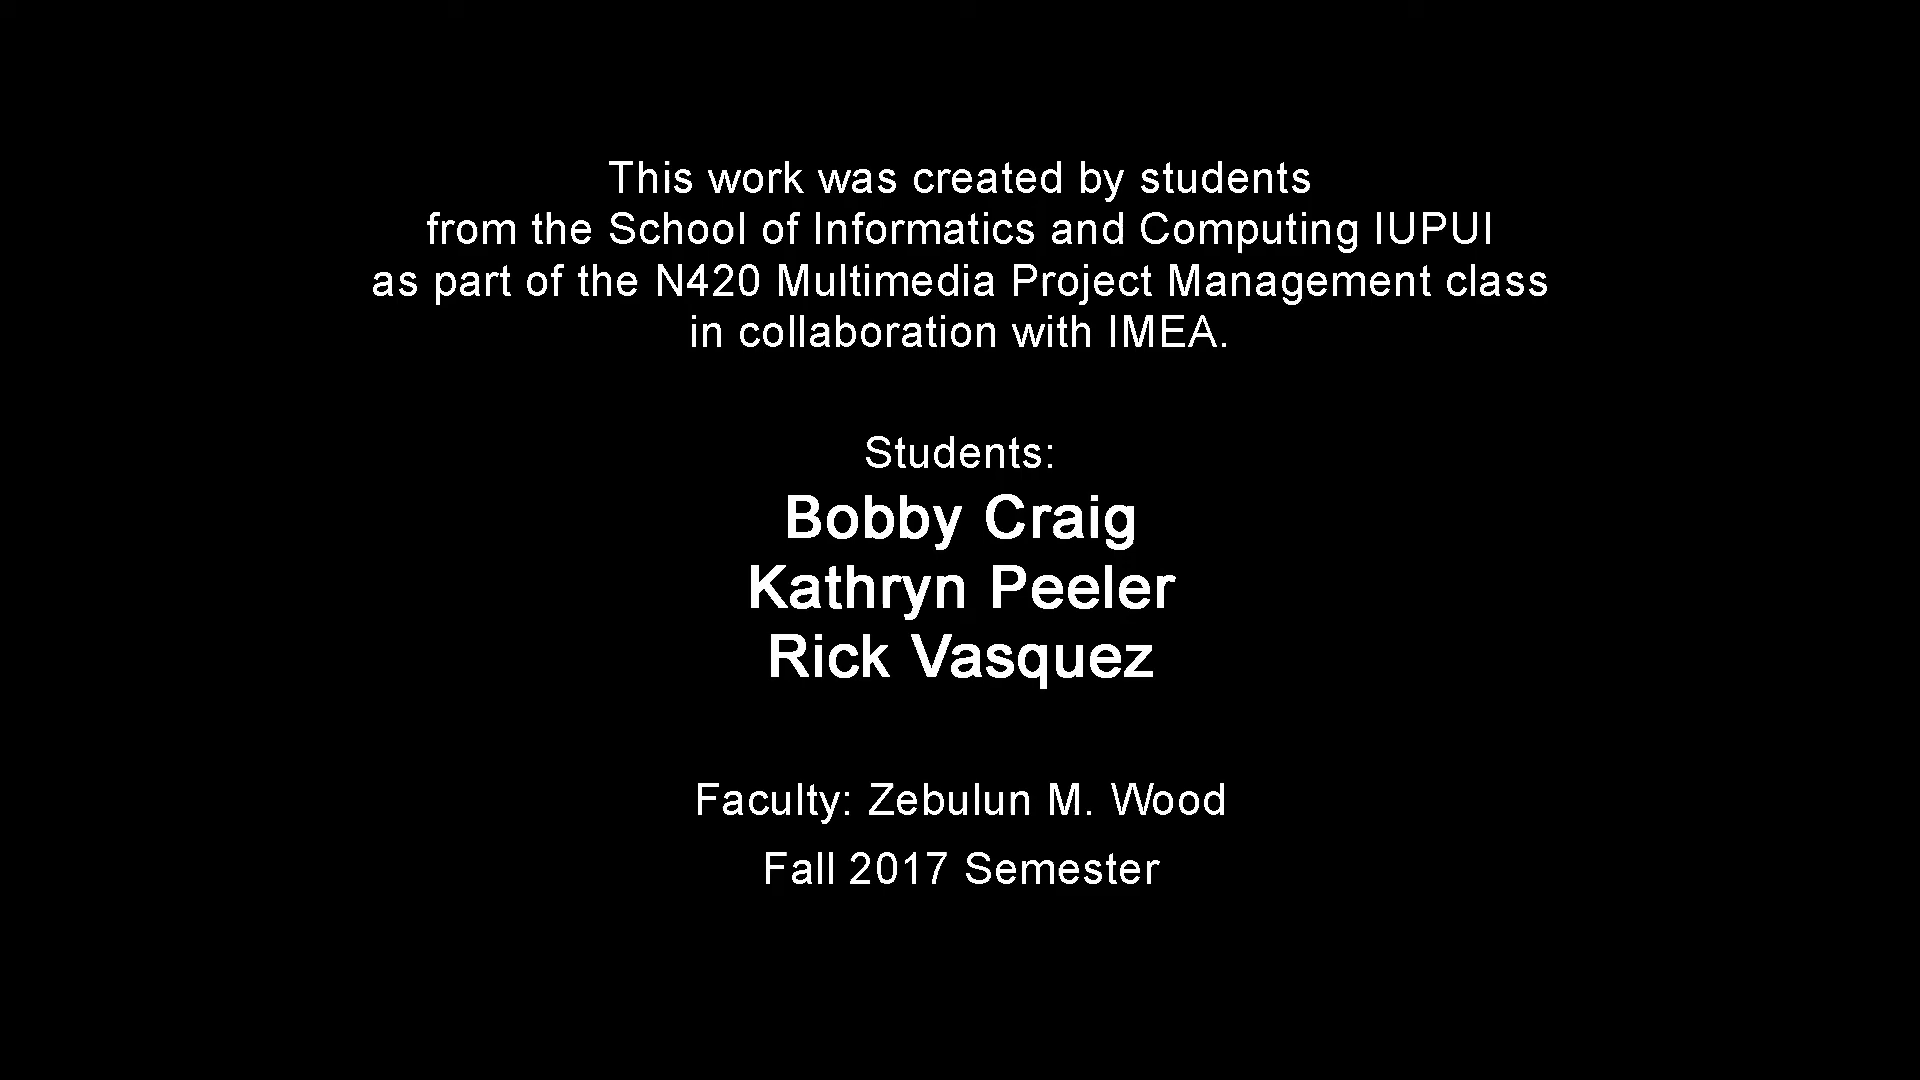 This work was created by students
from the School of Informatics and Computing IUPUI
as part of the N420 Multimedia Project Management class
in collaboration with IMEA.
Students:
Bobby Craig
Kathryn Peeler
Rick Vasquez
Faculty: Zebulun M. Wood
Fall 2017 Semester